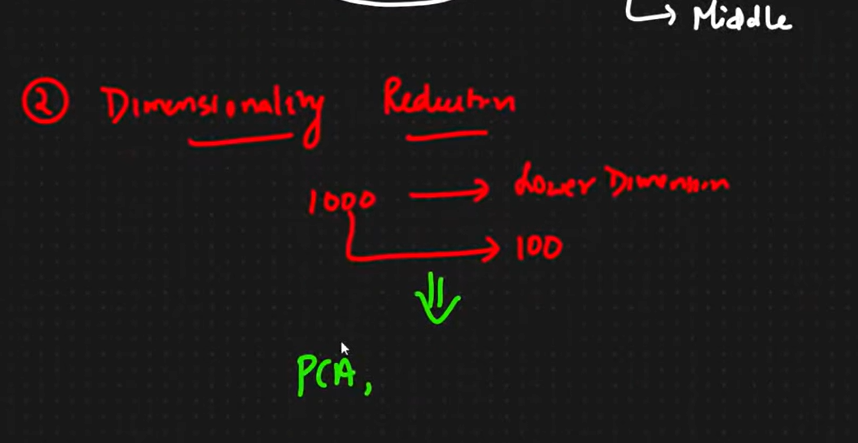 Middle
② Dimensionality Reduction
1000 → Lower Dimension
→ 100
PCA,